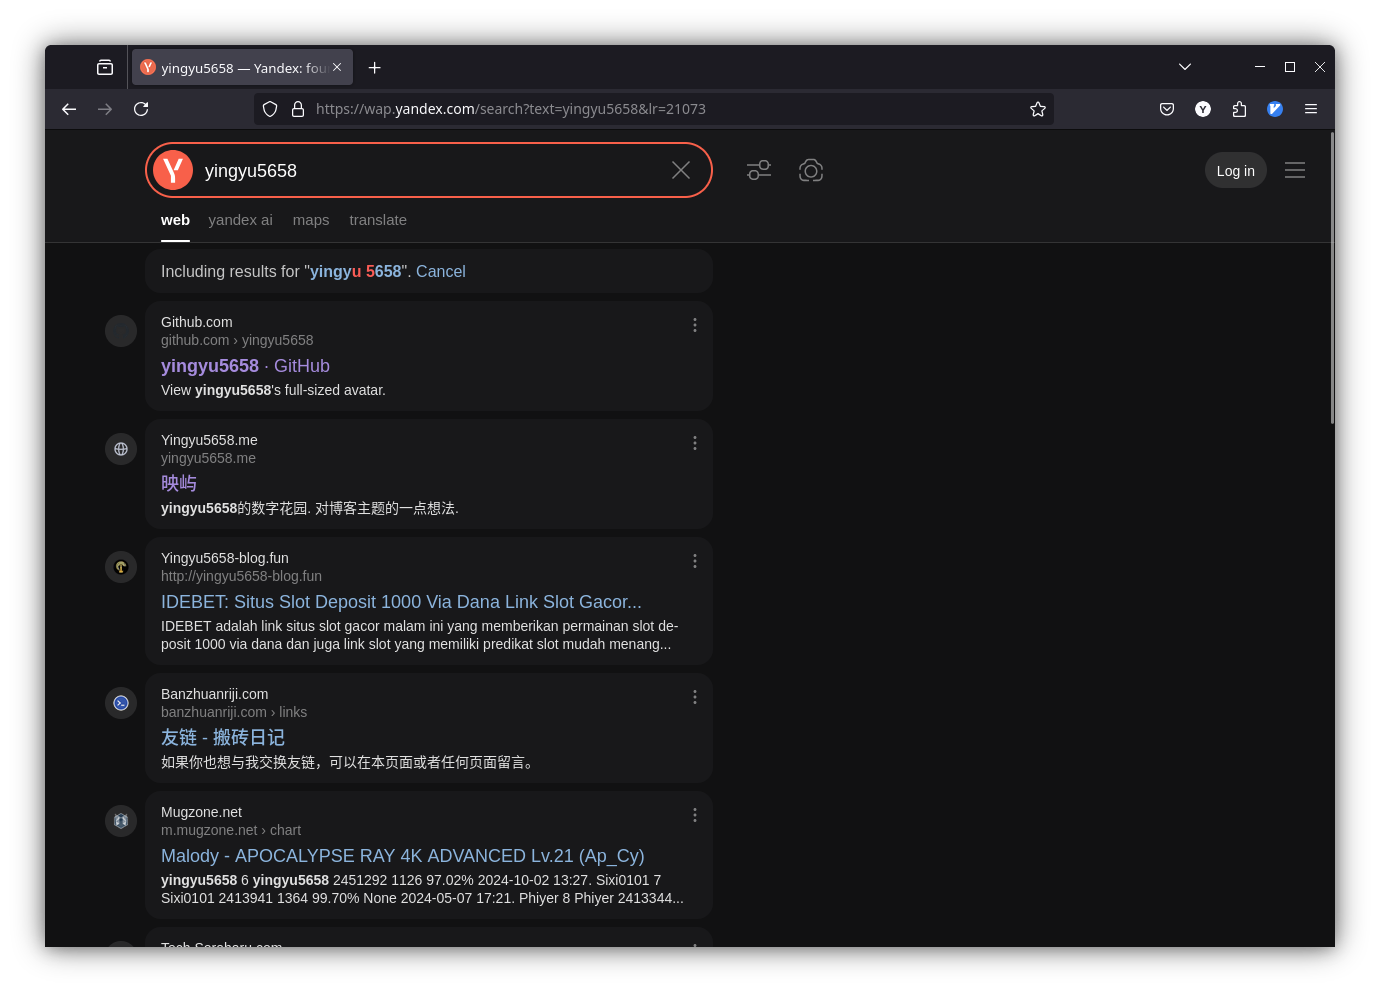 yingyu5658 — Yandex: fou
https://wap.yandex.com/search?text=yingyu5658&lr=21073
yingyu5658
Log in
web yandex ai maps translate
Including results for "yingyu 5658". Cancel
Github.com
github.com › yingyu5658
yingyu5658 · GitHub
View yingyu5658's full-sized avatar.
Yingyu5658.me
yingyu5658.me
映屿
yingyu5658的数字花园. 对博客主题的一点想法.
Yingyu5658-blog.fun
http://yingyu5658-blog.fun
IDEBET: Situs Slot Deposit 1000 Via Dana Link Slot Gacor...
IDEBET adalah link situs slot gacor malam ini yang memberikan permainan slot de-
posit 1000 via dana dan juga link slot yang memiliki predikat slot mudah menang...
Banzhuanriji.com
banzhuanriji.com › links
友链 - 搬砖日记
如果你也想与我交换友链，可以在本页面或者任何页面留言。
Mugzone.net
m.mugzone.net › chart
Malody - APOCALYPSE RAY 4K ADVANCED Lv.21 (Ap_Cy)
yingyu5658 6 yingyu5658 2451292 1126 97.02% 2024-10-02 13:27. Sixi0101 7
Sixi0101 2413941 1364 99.70% None 2024-05-07 17:21. Phiyer 8 Phiyer 2413344...